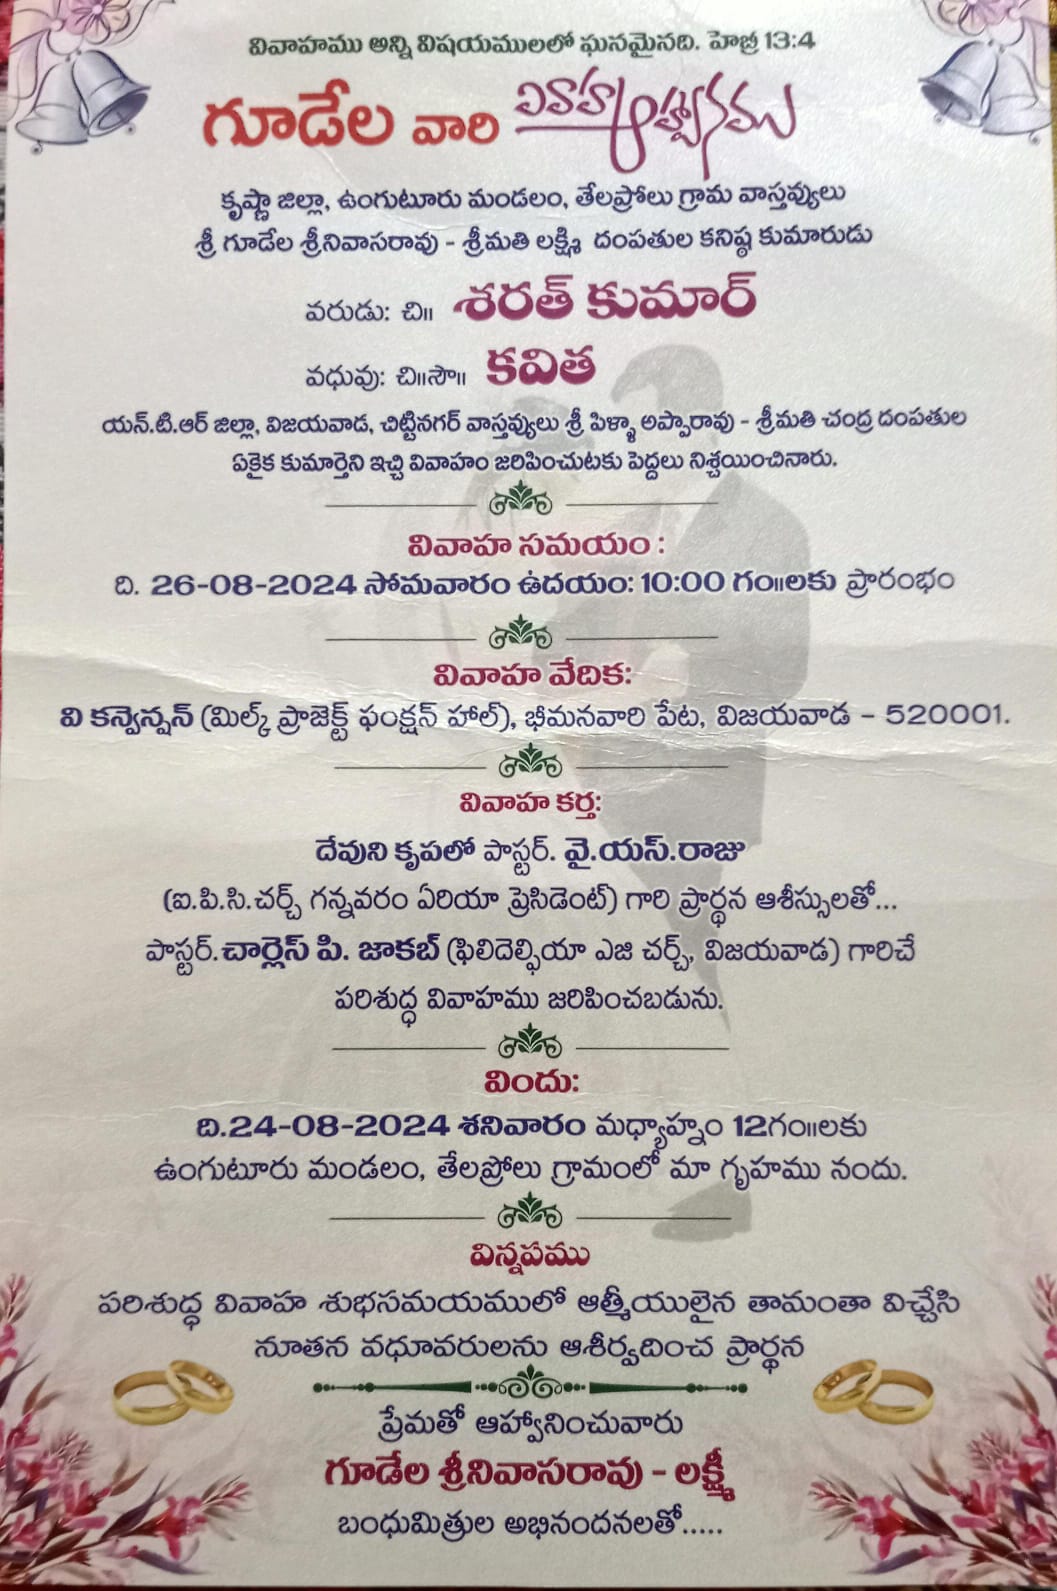 వివాహము అన్ని విషయములలో ఘనమైనది. హెబ్రీ 13:4
గూడేల వారి వివాహ ఆహ్వానము
కృష్ణా జిల్లా, ఉంగుటూరు మండలం, తేలప్రోలు గ్రామ వాస్తవ్యులు
శ్రీ గూడేల శ్రీనివాసరావు - శ్రీమతి లక్ష్మి దంపతుల కనిష్ఠ కుమారుడు
వరుడు: చి॥ శరత్ కుమార్
వధువు: చి॥సౌ॥ కవిత
యన్.టి.ఆర్ జిల్లా, విజయవాడ, చిట్టినగర్ వాస్తవ్యులు శ్రీ పిళ్ళా అప్పారావు - శ్రీమతి చంద్ర దంపతుల
ఏకైక కుమార్తెని ఇచ్చి వివాహం జరిపించుటకు పెద్దలు నిశ్చయించినారు.
వివాహ సమయం :
ది. 26-08-2024 సోమవారం ఉదయం: 10:00 గం॥లకు ప్రారంభం
వివాహ వేదిక:
వి కన్వెన్షన్ (మిల్క్ ప్రాజెక్ట్ ఫంక్షన్ హాల్), భీమనవారి పేట, విజయవాడ - 520001.
వివాహ కర్త:
దేవుని కృపలో పాస్టర్. వై.యస్.రాజు
(ఐ.పి.సి.చర్చ్ గన్నవరం ఏరియా ప్రెసిడెంట్) గారి ప్రార్థన ఆశీస్సులతో...
పాస్టర్.చార్లెస్ పి. జాకబ్ (ఫిలిదెల్ఫియా ఎజి చర్చ్, విజయవాడ) గారిచే
పరిశుద్ధ వివాహము జరిపించబడును.
విందు:
ది.24-08-2024 శనివారం మధ్యాహ్నం 12గం॥లకు
ఉంగుటూరు మండలం, తేలప్రోలు గ్రామంలో మా గృహము నందు.
విన్నపము
పరిశుద్ధ వివాహ శుభసమయములో ఆత్మీయులైన తామంతా విచ్చేసి
నూతన వధూవరులను ఆశీర్వదించ ప్రార్థన
ప్రేమతో ఆహ్వానించువారు
గూడేల శ్రీనివాసరావు - లక్ష్మీ
బంధుమిత్రుల అభినందనలతో.....